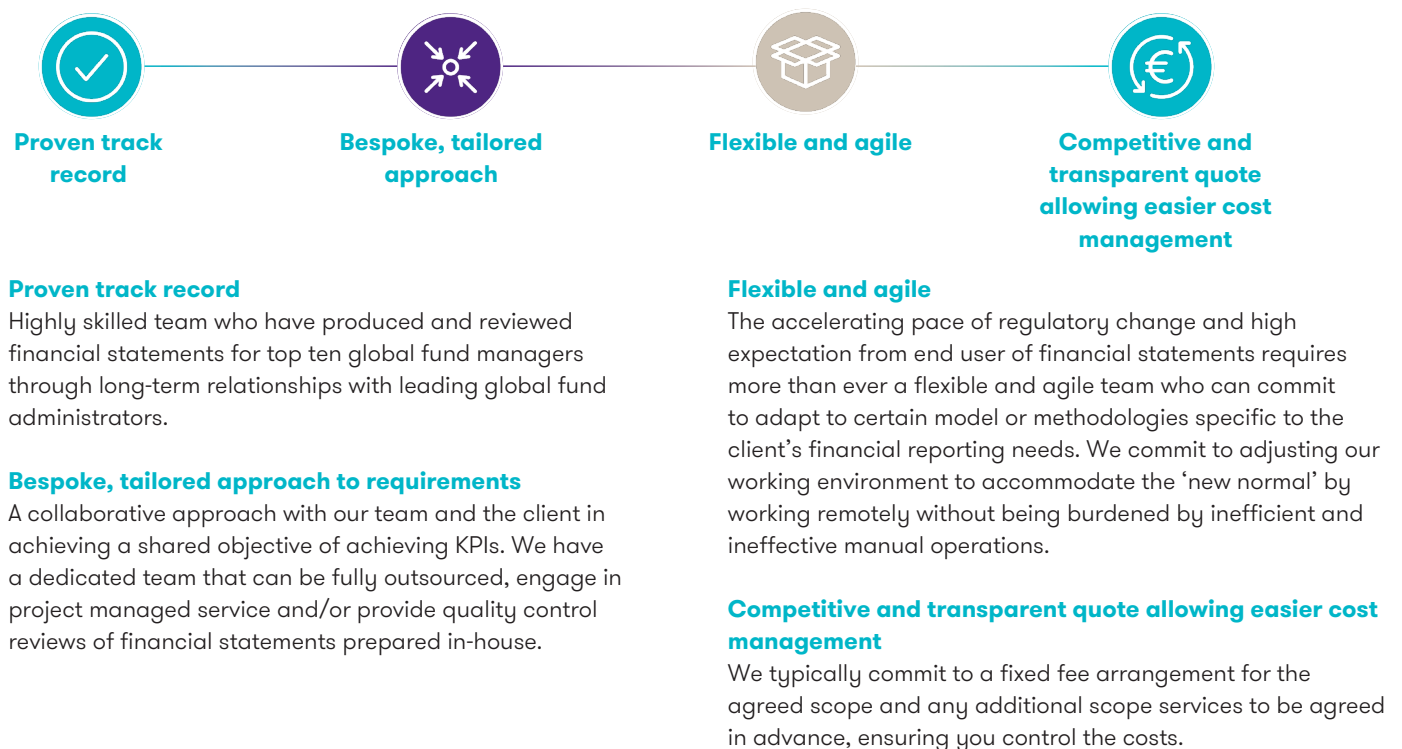 Proven track
record
Bespoke, tailored
approach
Flexible and agile
Competitive and
transparent quote
allowing easier cost
management
Proven track record
Highly skilled team who have produced and reviewed
financial statements for top ten global fund managers
through long-term relationships with leading global fund
administrators.
Bespoke, tailored approach to requirements
A collaborative approach with our team and the client in
achieving a shared objective of achieving KPIs. We have
a dedicated team that can be fully outsourced, engage in
project managed service and/or provide quality control
reviews of financial statements prepared in-house.
Flexible and agile
The accelerating pace of regulatory change and high
expectation from end user of financial statements requires
more than ever a flexible and agile team who can commit
to adapt to certain model or methodologies specific to the
client’s financial reporting needs. We commit to adjusting our
working environment to accommodate the ‘new normal’ by
working remotely without being burdened by inefficient and
ineffective manual operations.
Competitive and transparent quote allowing easier cost
management
We typically commit to a fixed fee arrangement for the
agreed scope and any additional scope services to be agreed
in advance, ensuring you control the costs.